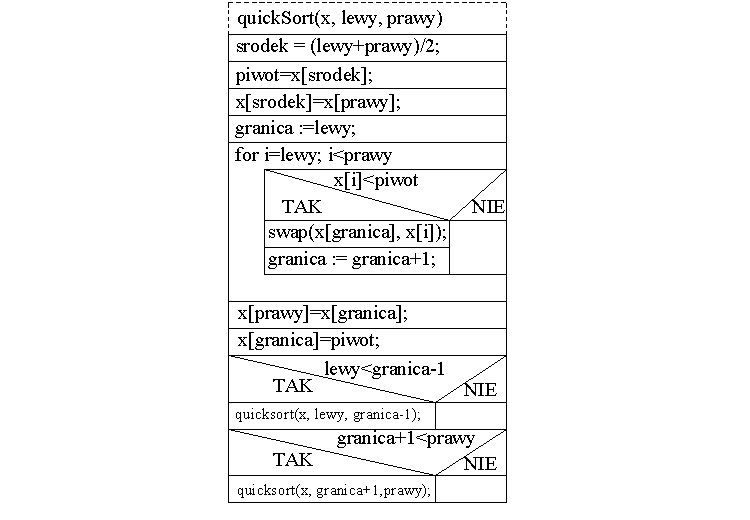 quickSort(x, lewy, prawy)
srodek = (lewy+prawy)/2;
piwot=x[srodek];
x[srodek]=x[prawy];
granica :=lewy;
for i=lewy; i<prawy
x[i]<piwot
TAK NIE
swap(x[granica], x[i]);
granica := granica+1;
x[prawy]=x[granica];
x[granica]=piwot;
lewy<granica-1
TAK NIE
quicksort(x, lewy, granica-1);
granica+1<prawy
TAK NIE
quicksort(x, granica+1,prawy);